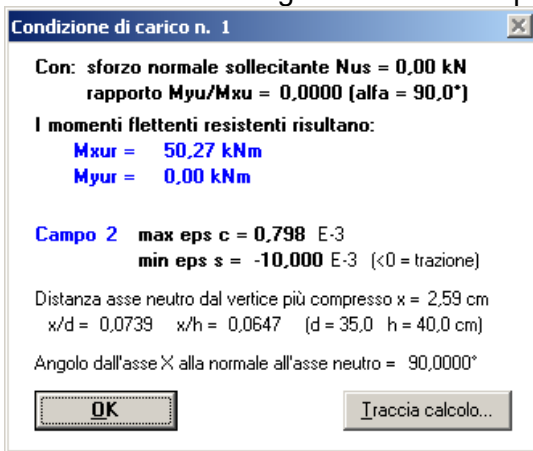 Condizione di carico n. 1
Con: sforzo normale sollecitante Nus = 0,00 kN
rapporto Myu/Mxu = 0,0000 (alfa = 90,0°)
I momenti flettenti resistenti risultano:
Mxur = 50,27 kNm
Myur = 0,00 kNm
Campo 2 max eps c = 0,798 E-3
min eps s = -10,000 E-3 (<0 = trazione)
Distanza asse neutro dal vertice più compresso x = 2,59 cm
x/d = 0,0739 x/h = 0,0647 (d = 35,0 h = 40,0 cm)
Angolo dall'asse X alla normale all'asse neutro = 90,0000°
OK Traccia calcolo...